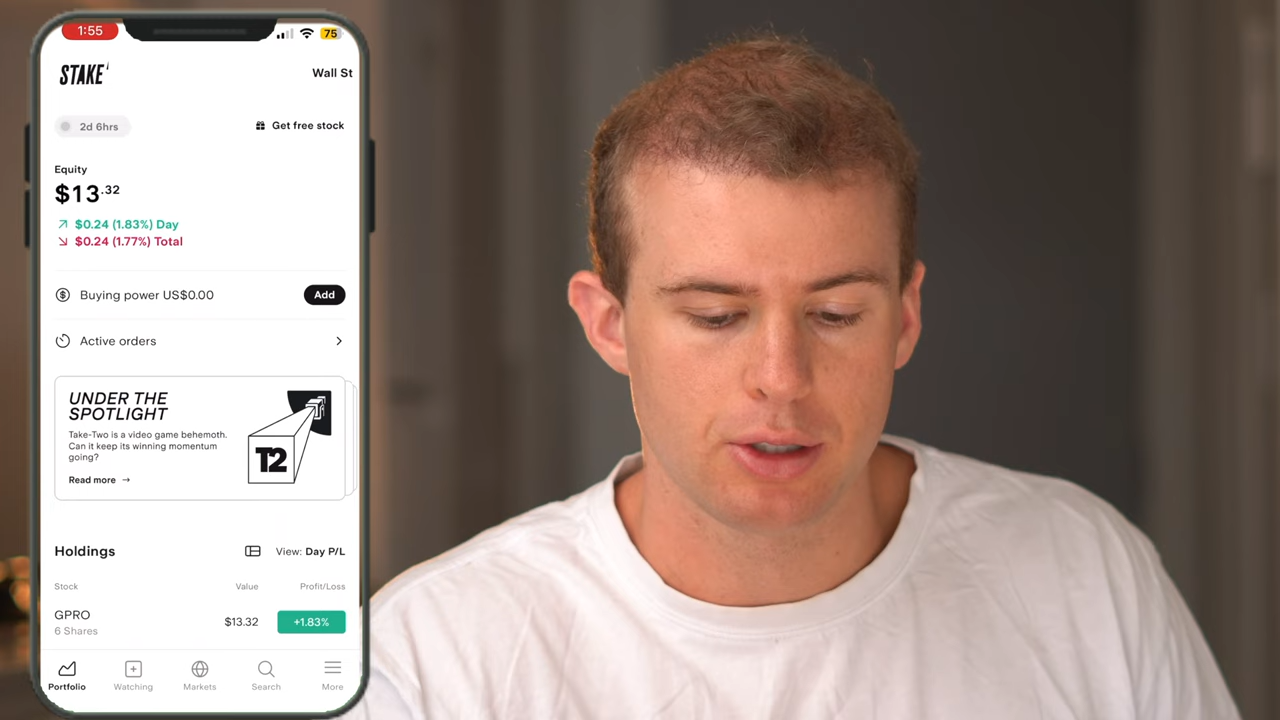 1:55
75
STAKE
Wall St
2d 6hrs
Get free stock
Equity
$13.32
$0.24 (1.83%) Day
$0.24 (1.77%) Total
Buying power US$0.00
Add
Active orders
UNDER THE
SPOTLIGHT
Take-Two is a video game behemoth.
Can it keep its winning momentum
going?
Read more →
T2
Holdings
View: Day P/L
Stock
Value
Profit/Loss
GPRO
$13.32
+1.83%
6 Shares
Portfolio
Watching
Markets
Search
More